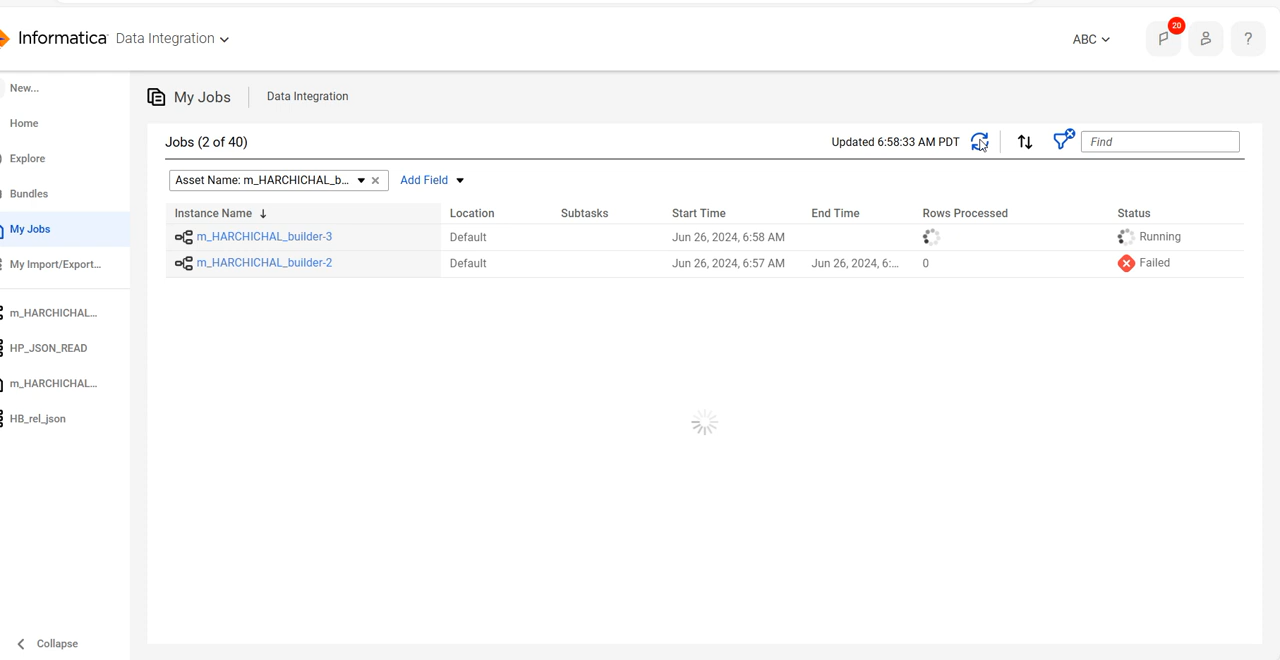 Informatica Data Integration
ABC
20
?
New...
Home
Explore
Bundles
My Jobs
My Import/Export...
m_HARCHICHAL...
HP_JSON_READ
m_HARCHICHAL...
HB_rel_json
Collapse
My Jobs Data Integration
Jobs (2 of 40) Updated 6:58:33 AM PDT Find
Asset Name: m_HARCHICHAL_b... Add Field
Instance Name Location Subtasks Start Time End Time Rows Processed Status
m_HARCHICHAL_builder-3 Default Jun 26, 2024, 6:58 AM Running
m_HARCHICHAL_builder-2 Default Jun 26, 2024, 6:57 AM Jun 26, 2024, 6:... 0 Failed